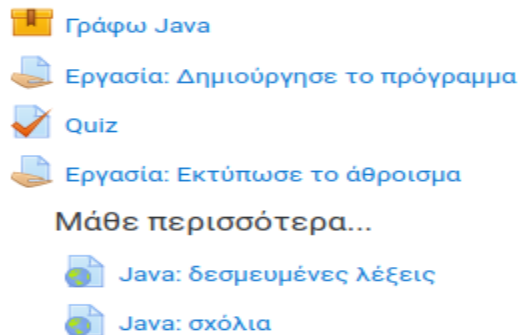 Γράφω Java
Εργασία: Δημιούργησε το πρόγραμμα
Quiz
Εργασία: Εκτύπωσε το άθροισμα
Μάθε περισσότερα...
Java: δεσμευμένες λέξεις
Java: σχόλια